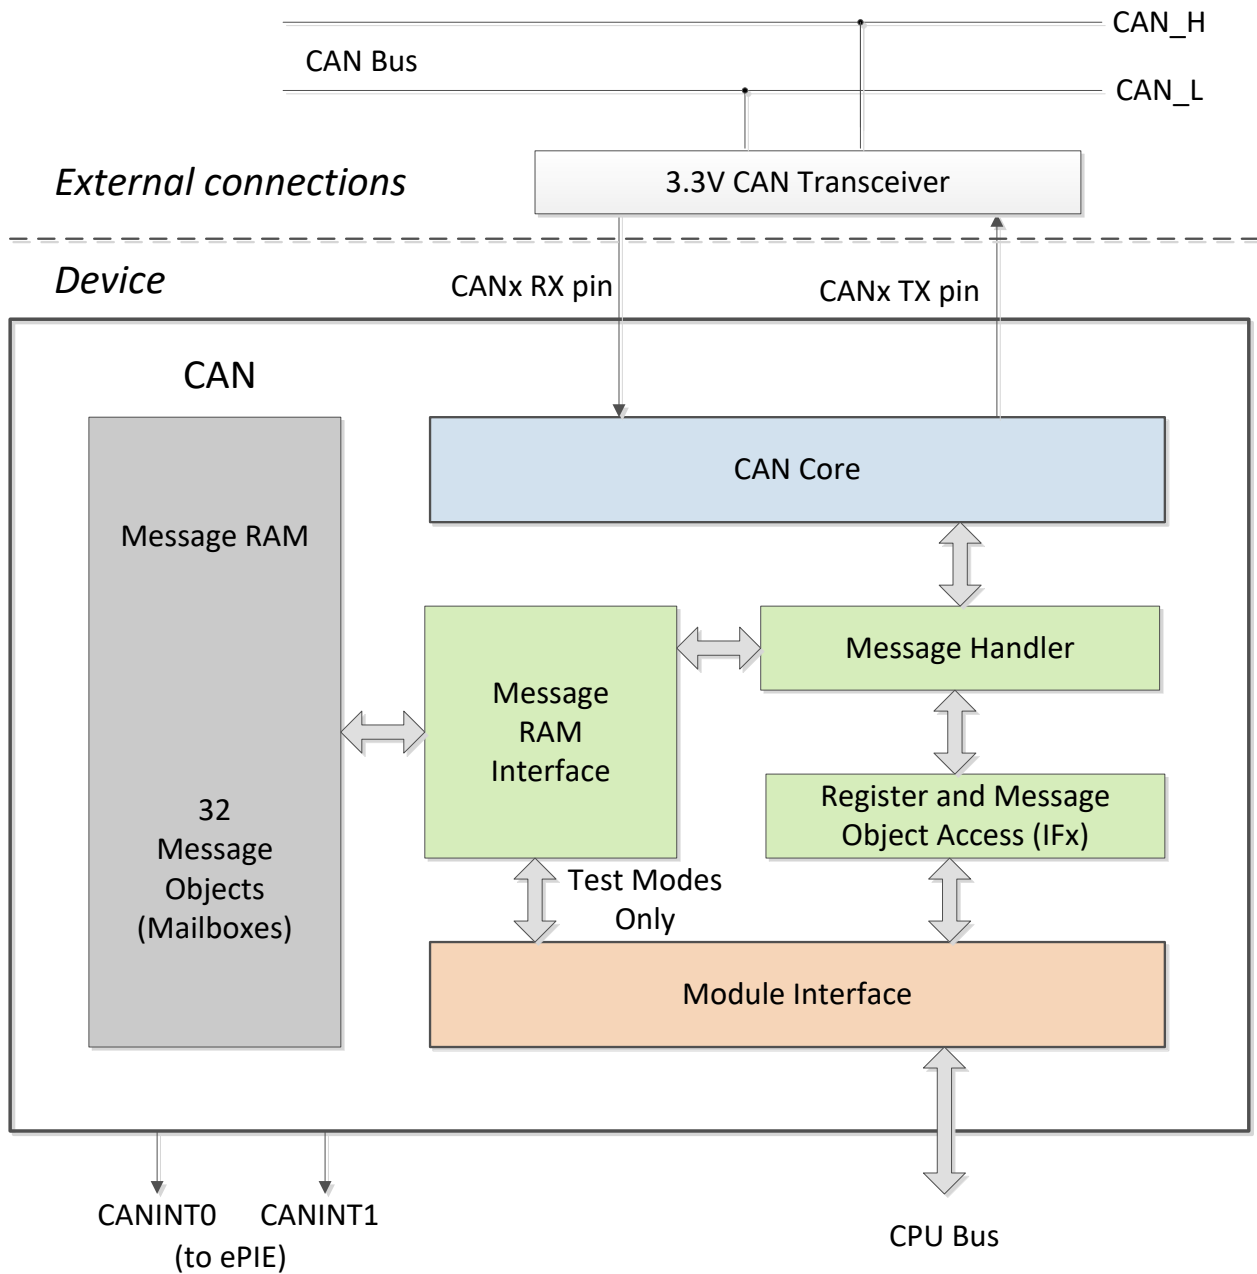 CAN_H
CAN Bus
CAN_L
External connections
3.3V CAN Transceiver
Device
CANx RX pin
CANx TX pin
CAN
CAN Core
Message RAM
32
Message
Objects
(Mailboxes)
Message
RAM
Interface
Message Handler
Register and Message
Object Access (IFx)
Test Modes
Only
Module Interface
CANINT0
CANINT1
(to ePIE)
CPU Bus